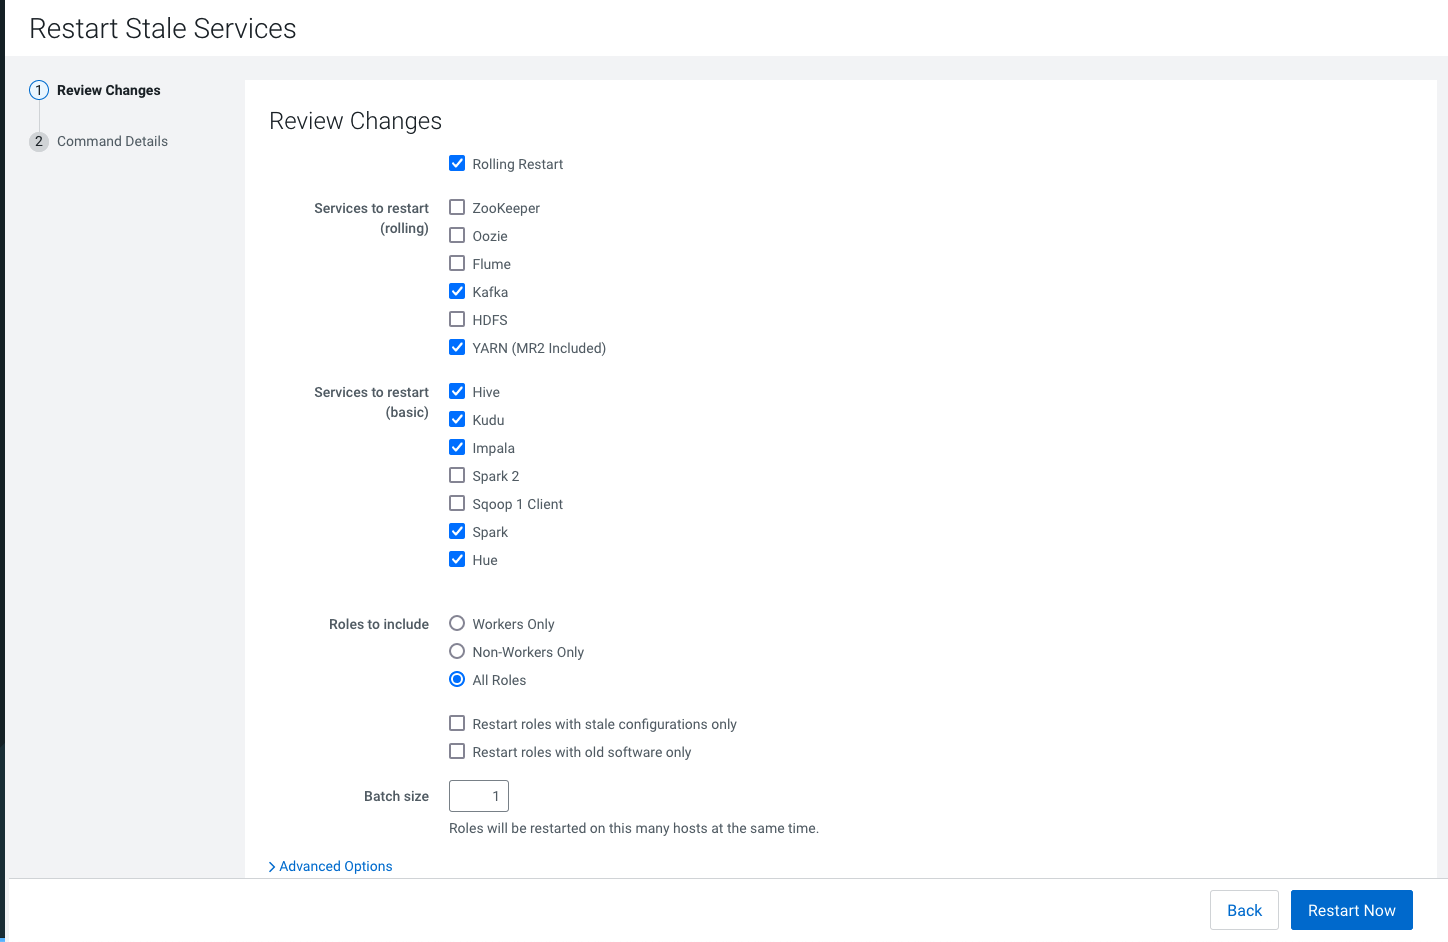 Restart Stale Services
1 Review Changes
2 Command Details
Review Changes
Rolling Restart
Services to restart
(rolling)
ZooKeeper
Oozie
Flume
Kafka
HDFS
YARN (MR2 Included)
Services to restart
(basic)
Hive
Kudu
Impala
Spark 2
Sqoop 1 Client
Spark
Hue
Roles to include
Workers Only
Non-Workers Only
All Roles
Restart roles with stale configurations only
Restart roles with old software only
Batch size
1
Roles will be restarted on this many hosts at the same time.
Advanced Options
Back
Restart Now